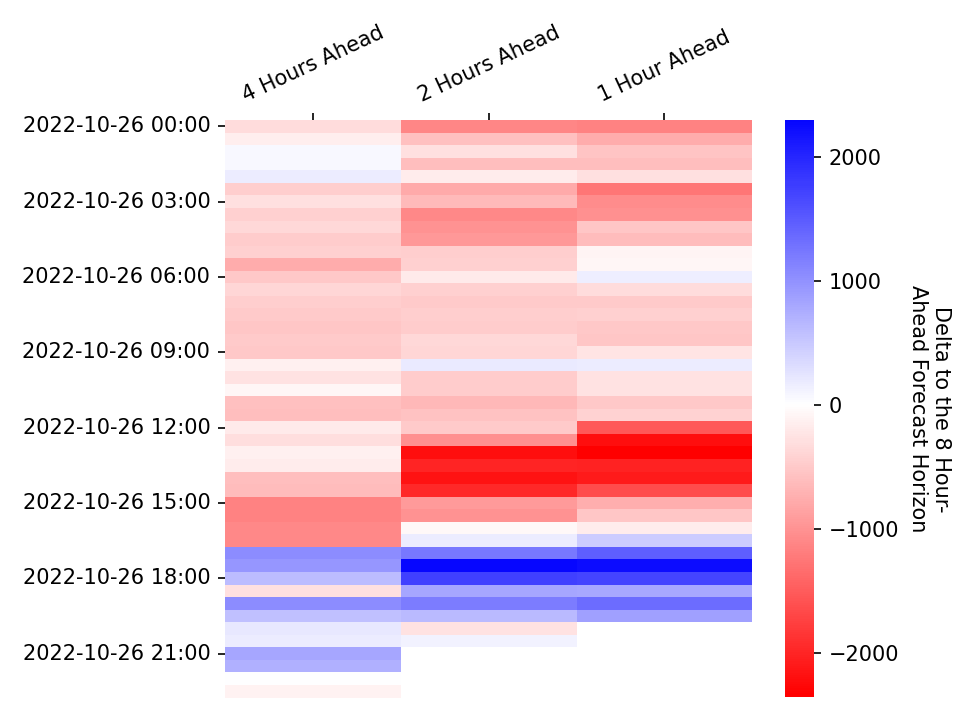 4 Hours Ahead
2 Hours Ahead
1 Hour Ahead
2022-10-26 00:00
2022-10-26 03:00
2022-10-26 06:00
2022-10-26 09:00
2022-10-26 12:00
2022-10-26 15:00
2022-10-26 18:00
2022-10-26 21:00
2000
1000
0
−1000
−2000
Delta to the 8 Hour-
Ahead Forecast Horizon